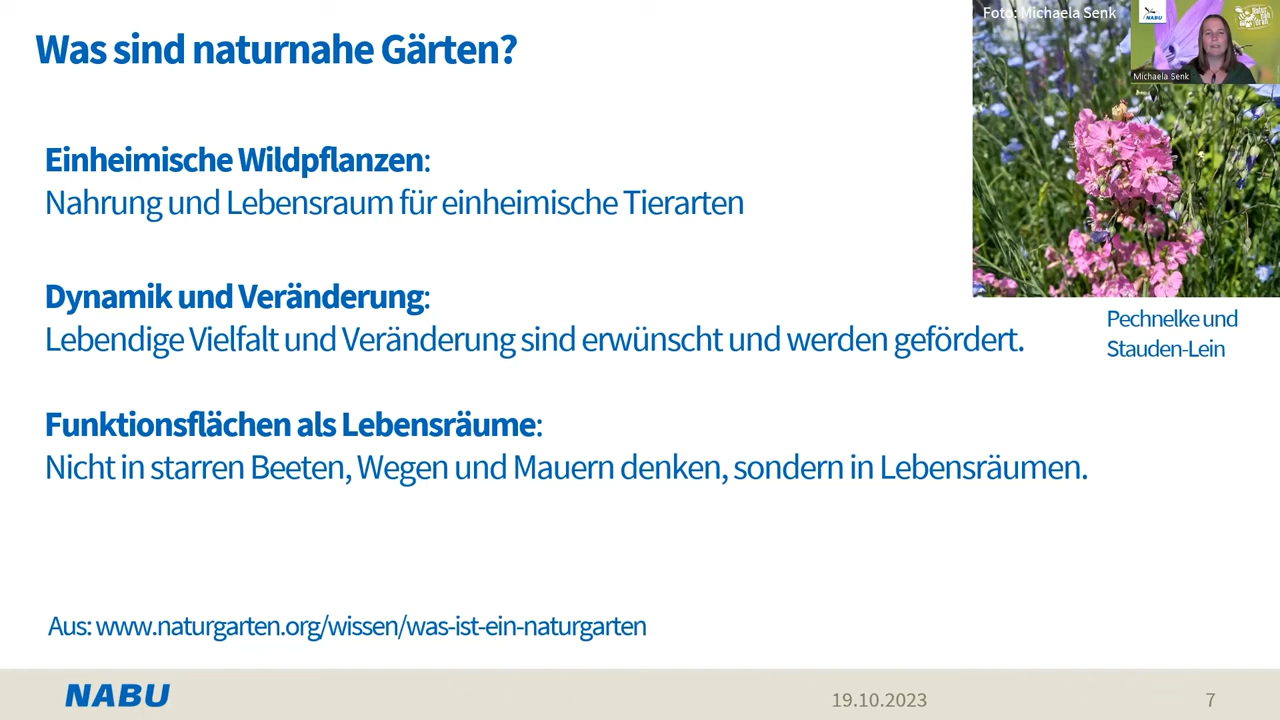 Was sind naturnahe Gärten?
Foto: Michaela Senk
NABU
Michaela Senk
Einheimische Wildpflanzen:
Nahrung und Lebensraum für einheimische Tierarten
Dynamik und Veränderung:
Lebendige Vielfalt und Veränderung sind erwünscht und werden gefördert.
Pechnelke und
Stauden-Lein
Funktionsflächen als Lebensräume:
Nicht in starren Beeten, Wegen und Mauern denken, sondern in Lebensräumen.
Aus: www.naturgarten.org/wissen/was-ist-ein-naturgarten
NABU
19.10.2023
7